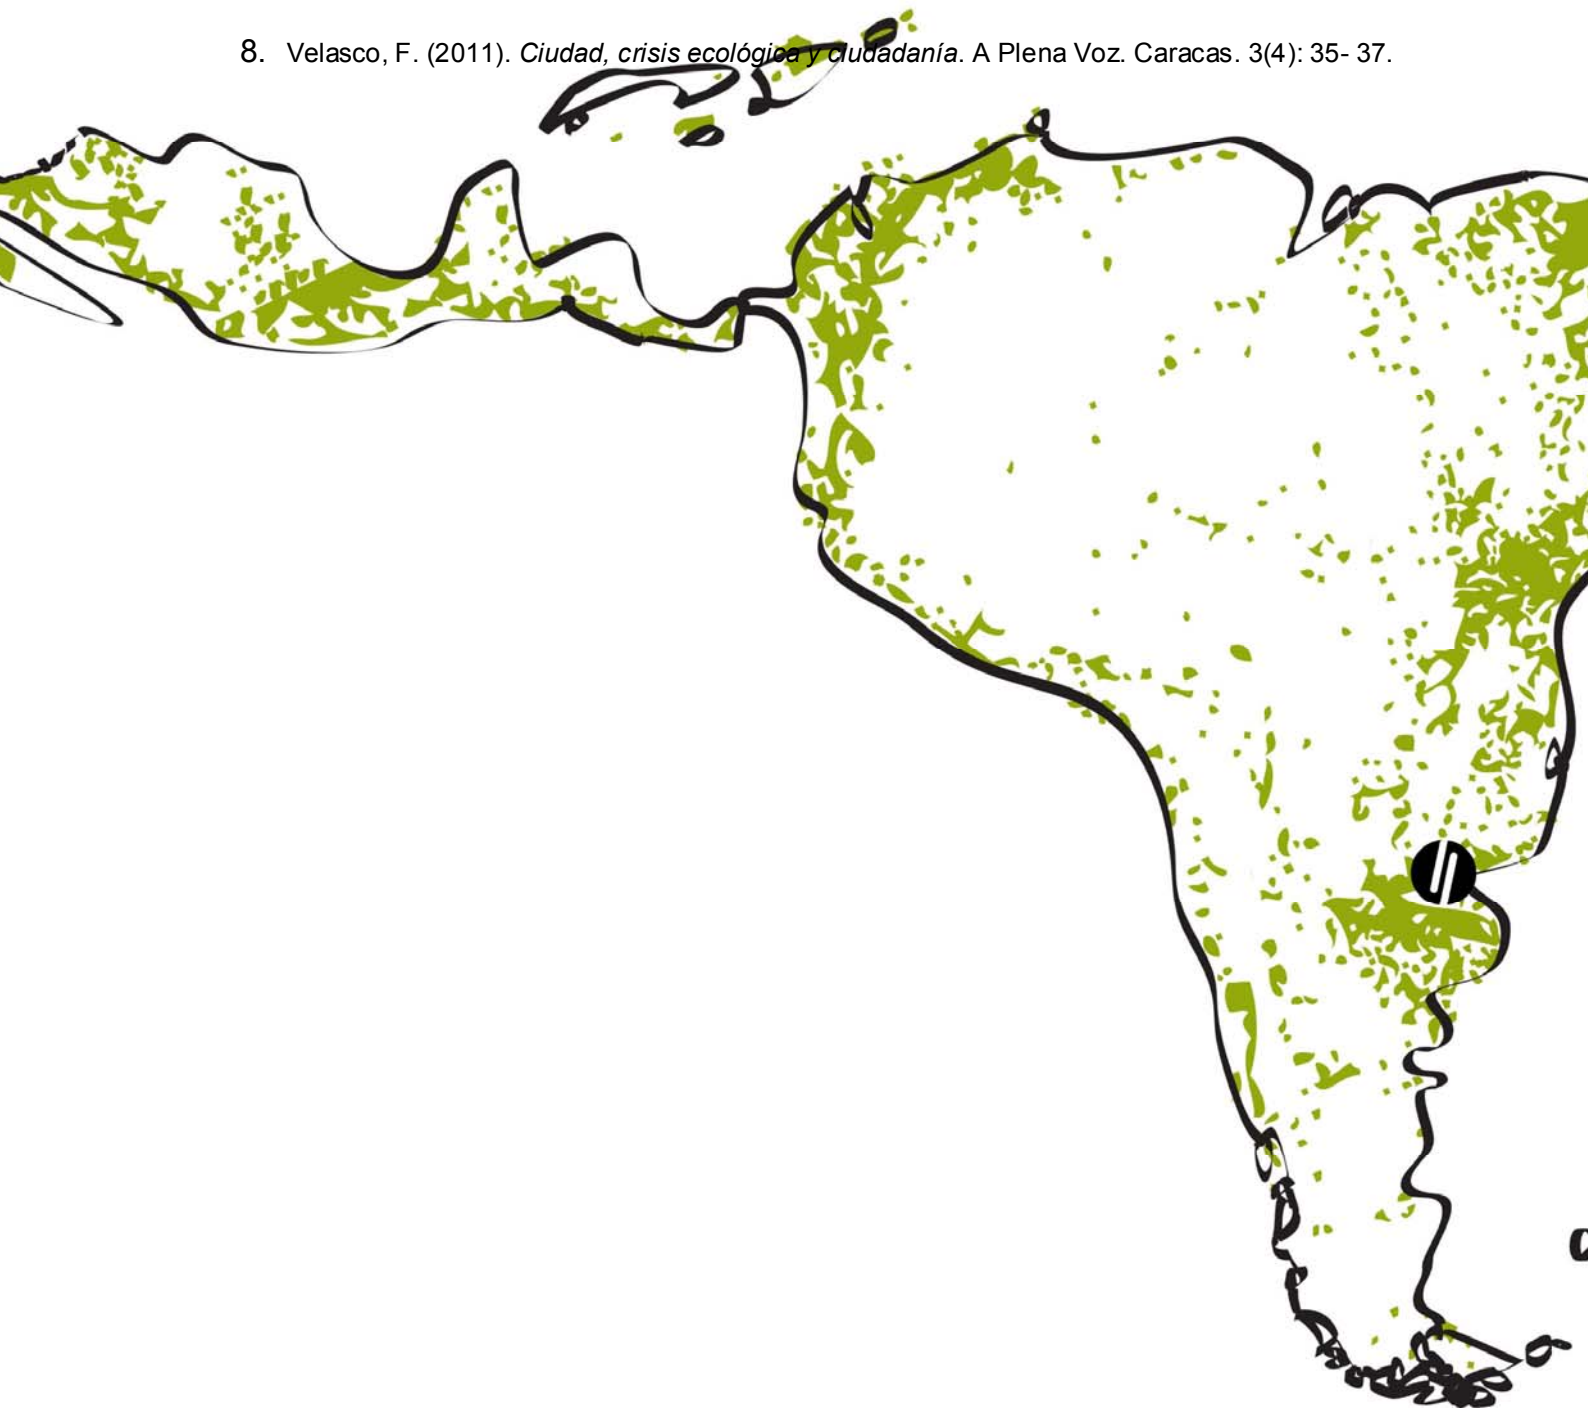 8. Velasco, F. (2011). Ciudad, crisis ecológica y ciudadanía. A Plena Voz. Caracas. 3(4): 35- 37.